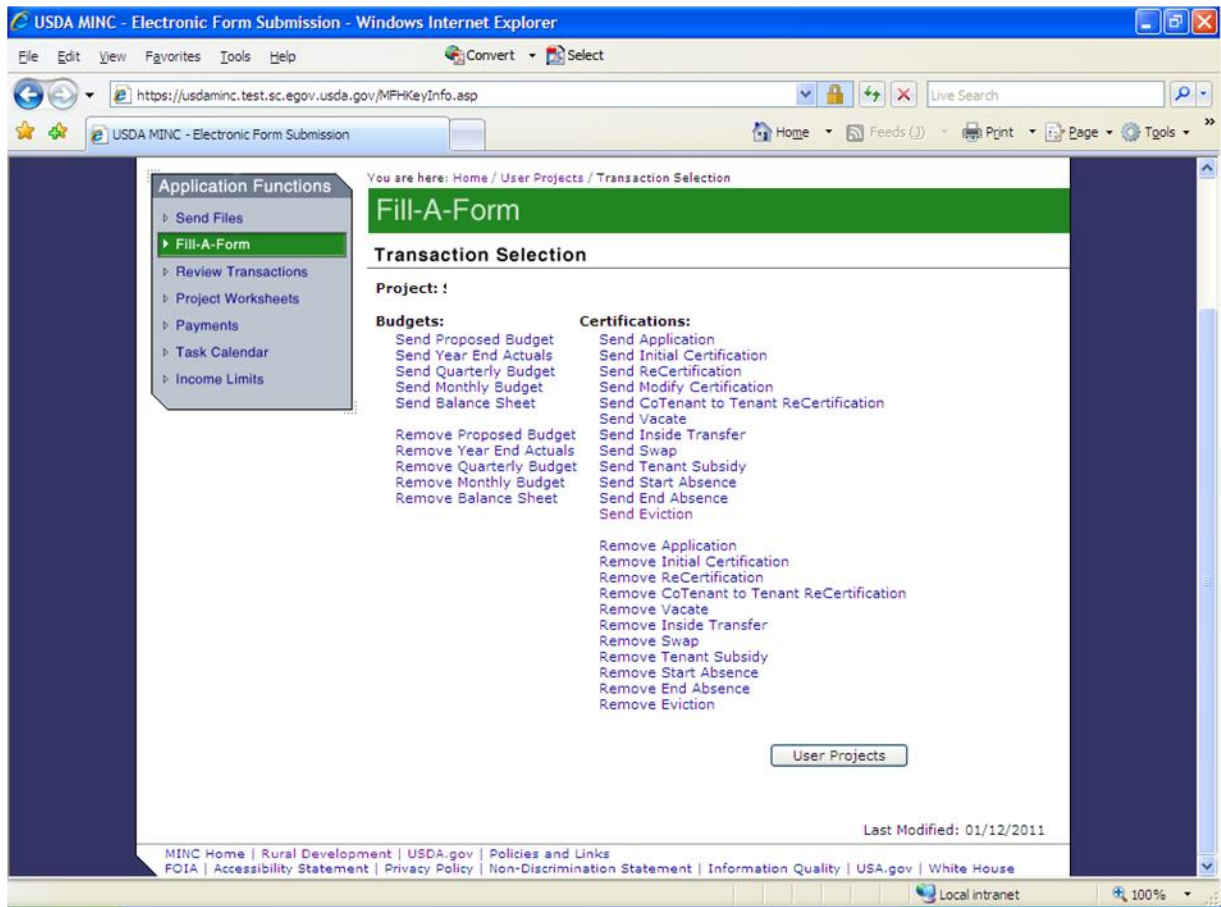 USDA MINC - Electronic Form Submission - Windows Internet Explorer
File Edit View Favorites Tools Help Convert Select
https://usdaminc.test.sc.egov.usda.gov/MFHKeyInfo.asp Live Search
USDA MINC - Electronic Form Submission Home Feeds (J) Print Page Tools »
Application Functions
Send Files
Fill-A-Form
Review Transactions
Project Worksheets
Payments
Task Calendar
Income Limits
You are here: Home / User Projects / Transaction Selection
Fill-A-Form
Transaction Selection
Project:
Budgets:
Send Proposed Budget
Send Year End Actuals
Send Quarterly Budget
Send Monthly Budget
Send Balance Sheet
Remove Proposed Budget
Remove Year End Actuals
Remove Quarterly Budget
Remove Monthly Budget
Remove Balance Sheet
Certifications:
Send Application
Send Initial Certification
Send ReCertification
Send Modify Certification
Send CoTenant to Tenant ReCertification
Send Vacate
Send Inside Transfer
Send Swap
Send Tenant Subsidy
Send Start Absence
Send End Absence
Send Eviction
Remove Application
Remove Initial Certification
Remove ReCertification
Remove CoTenant to Tenant ReCertification
Remove Vacate
Remove Inside Transfer
Remove Swap
Remove Tenant Subsidy
Remove Start Absence
Remove End Absence
Remove Eviction
User Projects
Last Modified: 01/12/2011
MINC Home | Rural Development | USDA.gov | Policies and Links
FOIA | Accessibility Statement | Privacy Policy | Non-Discrimination Statement | Information Quality | USA.gov | White House
Local intranet 100%